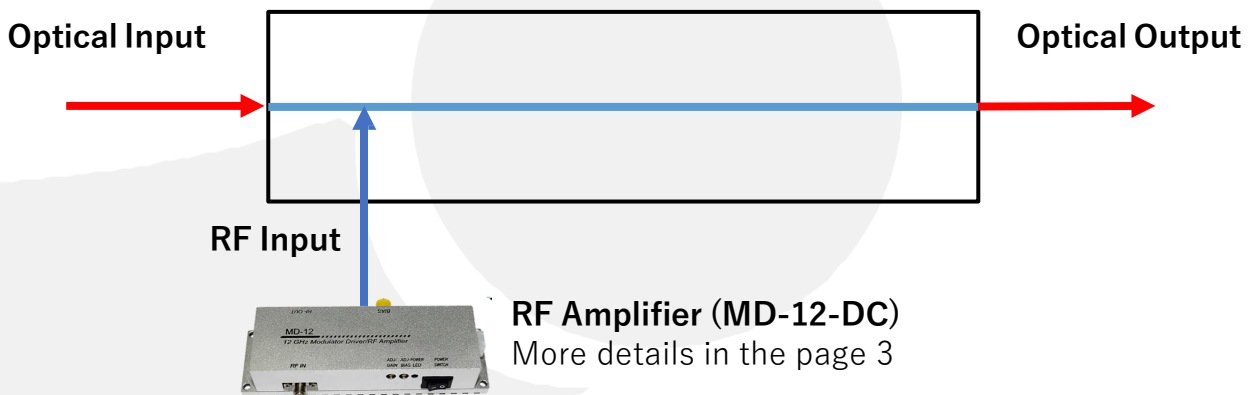 Optical Input
Optical Output
RF Input
RF Amplifier (MD-12-DC)
More details in the page 3
BIAS
MD-12
12 GHz Modulator Driver/RF Amplifier
RF IN
ADJ- ADJ-POWER POWER
GAIN BIAS LED SWITCH